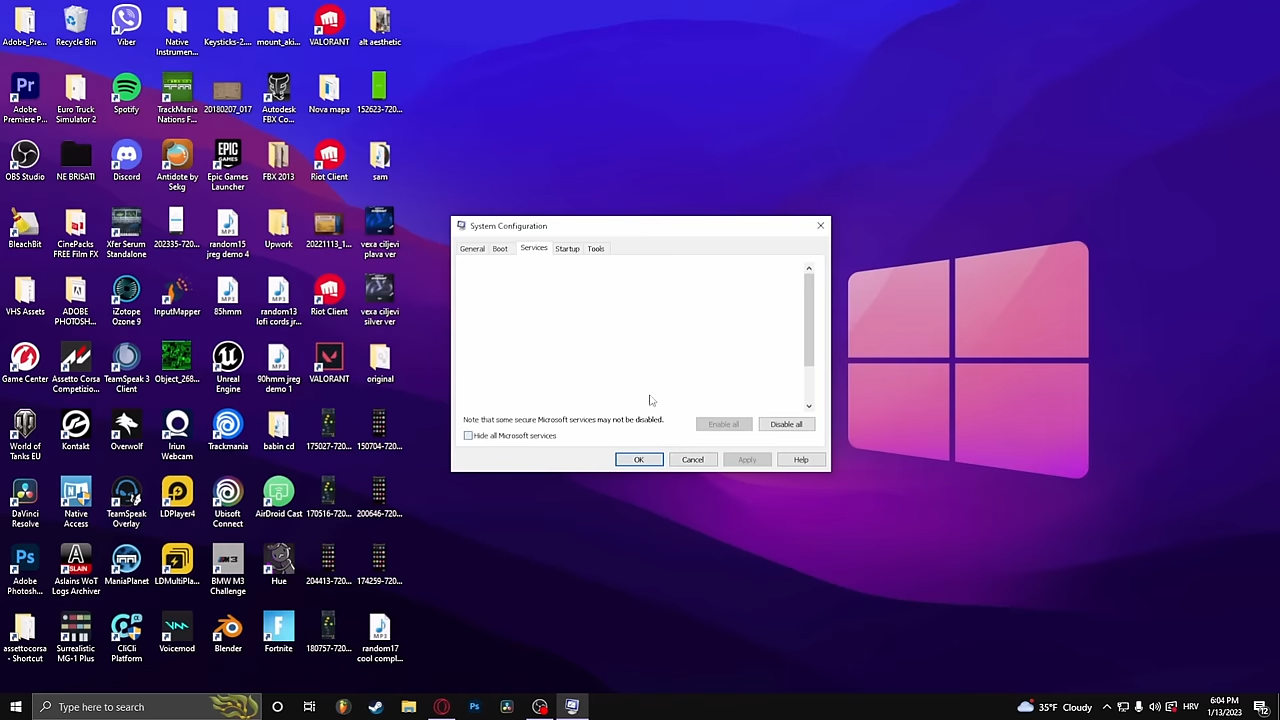 Adobe_Pre...
Recycle Bin
Viber
Native
Instrumen...
Keysticks-2....
mount_aki...
VALORANT
alt aesthetic
Adobe
Premiere P...
Euro Truck
Simulator 2
Spotify
TrackMania
Nations F...
20180207_017
Autodesk
FBX Co...
Nova mapa
152623-720...
OBS Studio
NE BRiSATI
Discord
Antidote by
Sekg
Epic Games
Launcher
FBX 2013
Riot Client
sam
BleachBit
CinePacks
FREE Film FX
Xfer Serum
Standalone
202335-720...
random15
jreg demo 4
Upwork
20221113_1...
vexa ciljevi
plava ver
VHS Assets
ADOBE
PHOTOSH...
iZotope
Ozone 9
InputMapper
85hmm
random13
lofi cords jr...
Riot Client
vexa ciljevi
silver ver
Game Center
Assetto Corsa
Competizio...
TeamSpeak 3
Client
Object_268...
Unreal
Engine
90hmm jreg
demo 1
VALORANT
original
World of
Tanks EU
Kontakt
Overwolf
Iriun
Webcam
Trackmania
babin cd
175027-720...
150704-720...
DaVinci
Resolve
Native
Access
TeamSpeak
Overlay
LDPlayer4
Ubisoft
Connect
AirDroid Cast
170516-720...
200646-720...
Adobe
Photosh...
Aslains WoT
Logs Archiver
ManiaPlanet
LDMultiPla...
BMW M3
Challenge
Hue
204413-720...
174259-720...
assettocorsa
- Shortcut
Surrealistic
MG-1 Plus
CliCli
Platform
Voicemod
Blender
Fortnite
180757-720...
random17
cool compl...
System Configuration
General Boot Services Startup Tools
Note that some secure Microsoft services may not be disabled.
Enable all
Disable all
Hide all Microsoft services
OK
Cancel
Apply
Help
Type here to search
35°F Cloudy
HRV
6:04 PM
1/13/2023